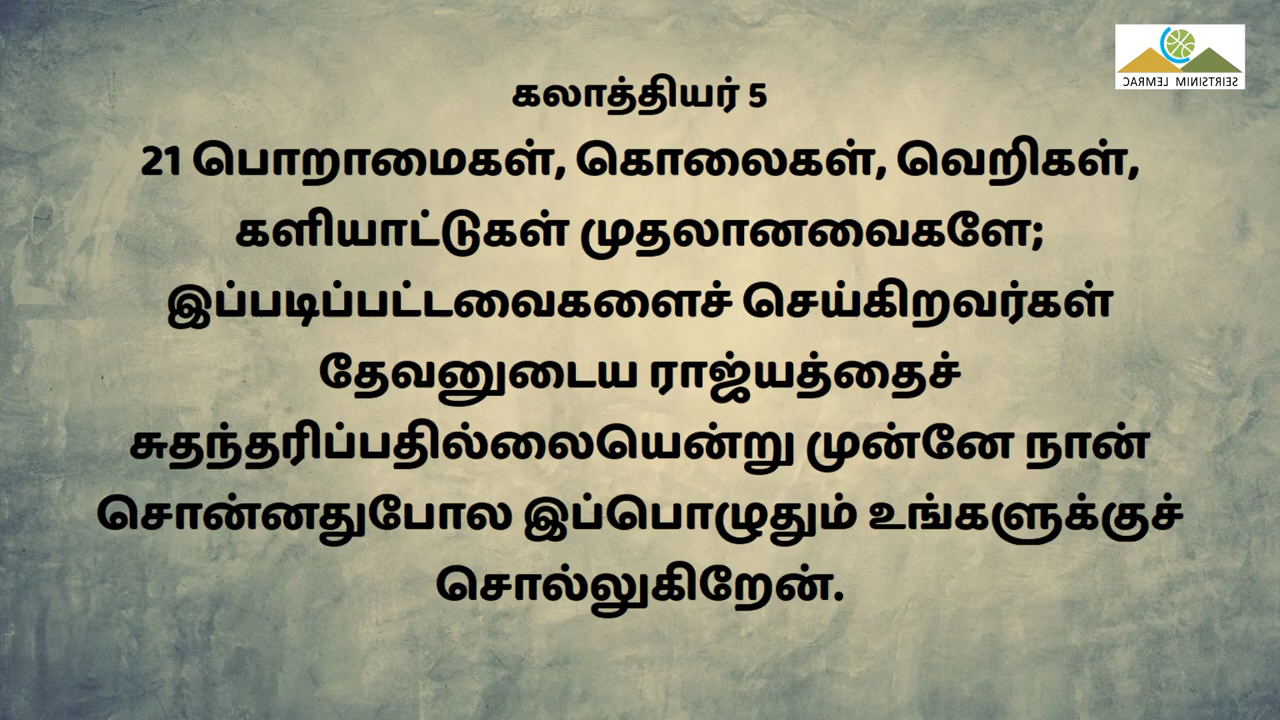 CARMEL MINISTRIES
கலாத்தியர் 5
21 பொறாமைகள், கொலைகள், வெறிகள்,
களியாட்டுகள் முதலானவைகளே;
இப்படிப்பட்டவைகளைச் செய்கிறவர்கள்
தேவனுடைய ராஜ்யத்தைச்
சுதந்தரிப்பதில்லையென்று முன்னே நான்
சொன்னதுபோல இப்பொழுதும் உங்களுக்குச்
சொல்லுகிறேன்.